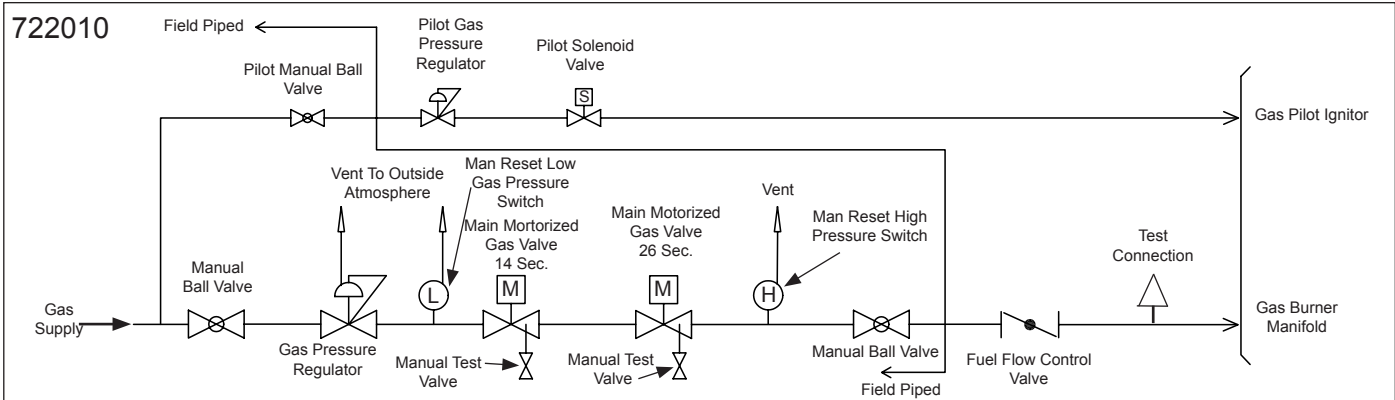 722010
Field Piped
Pilot Gas
Pressure
Regulator
Pilot Solenoid
Valve
Pilot Manual Ball
Valve
S
Gas Pilot Ignitor
Vent To Outside
Atmosphere
Man Reset Low
Gas Pressure
Switch
Main Mortorized
Gas Valve
14 Sec.
Main Motorized
Gas Valve
26 Sec.
Vent
Man Reset High
Pressure Switch
Test
Connection
Manual
Ball Valve
L
M
M
H
Gas
Supply
Gas Burner
Manifold
Gas Pressure
Regulator
Manual Test
Valve
Manual Test
Valve
Manual Ball Valve
Fuel Flow Control
Valve
Field Piped